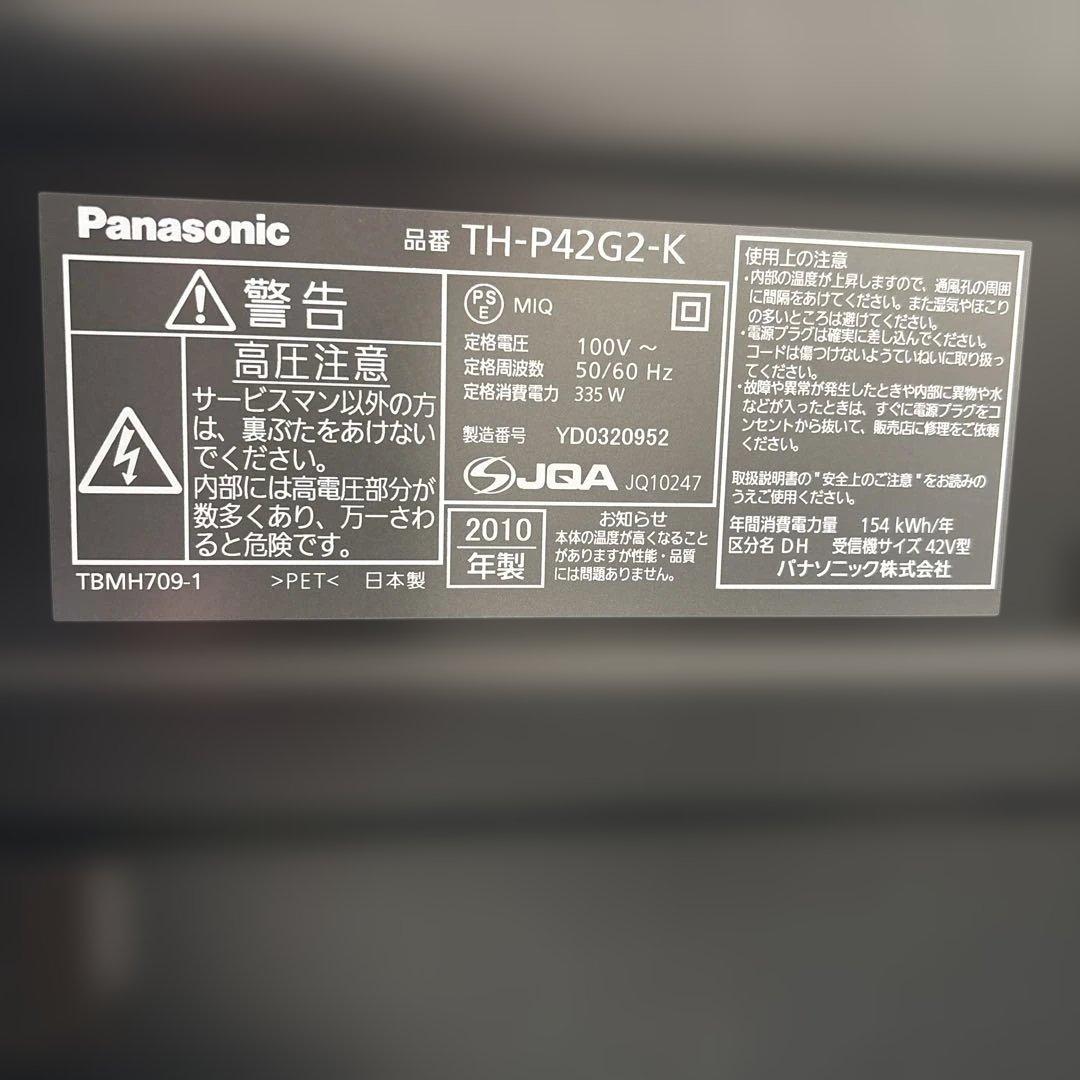 Panasonic
品番 TH-P42G2-K
警告
高圧注意
サービスマン以外の方
は、裏ぶたをあけない
でください。
内部には高電圧部分が
数多くあり、万一さわ
ると危険です。
TBMH709-1 >PET< 日本製
PS
E
MIQ
定格電圧 100V ～
定格周波数 50/60 Hz
定格消費電力 335 W
製造番号 YD0320952
JQA JQ10247
2010
年製
お知らせ
本体の温度が高くなること
がありますが性能・品質
には問題ありません。
使用上の注意
・内部の温度が上昇しますので、通風孔の周囲
に間隔をあけてください。また湿気やほこり
の多いところは避けてください。
・電源プラグは確実に差し込んでください。
コードは傷つけないようていねいに取り扱っ
てください。
・故障や異常が発生したときや内部に異物や水
などが入ったときは、すぐに電源プラグをコ
ンセントから抜いて、販売店に修理をご依頼
ください。
取扱説明書の"安全上のご注意"をお読みの
うえご使用ください。
年間消費電力量 154 kWh/年
区分名 DH 受信機サイズ 42V型
パナソニック株式会社